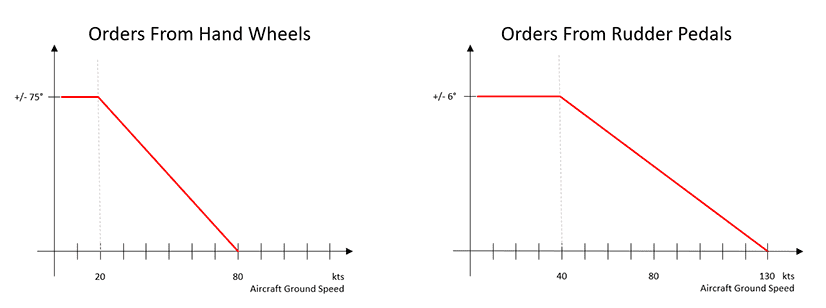 Orders From Hand Wheels
+/- 75°
20
80
kts
Aircraft Ground Speed
Orders From Rudder Pedals
+/- 6°
40
80
130
kts
Aircraft Ground Speed